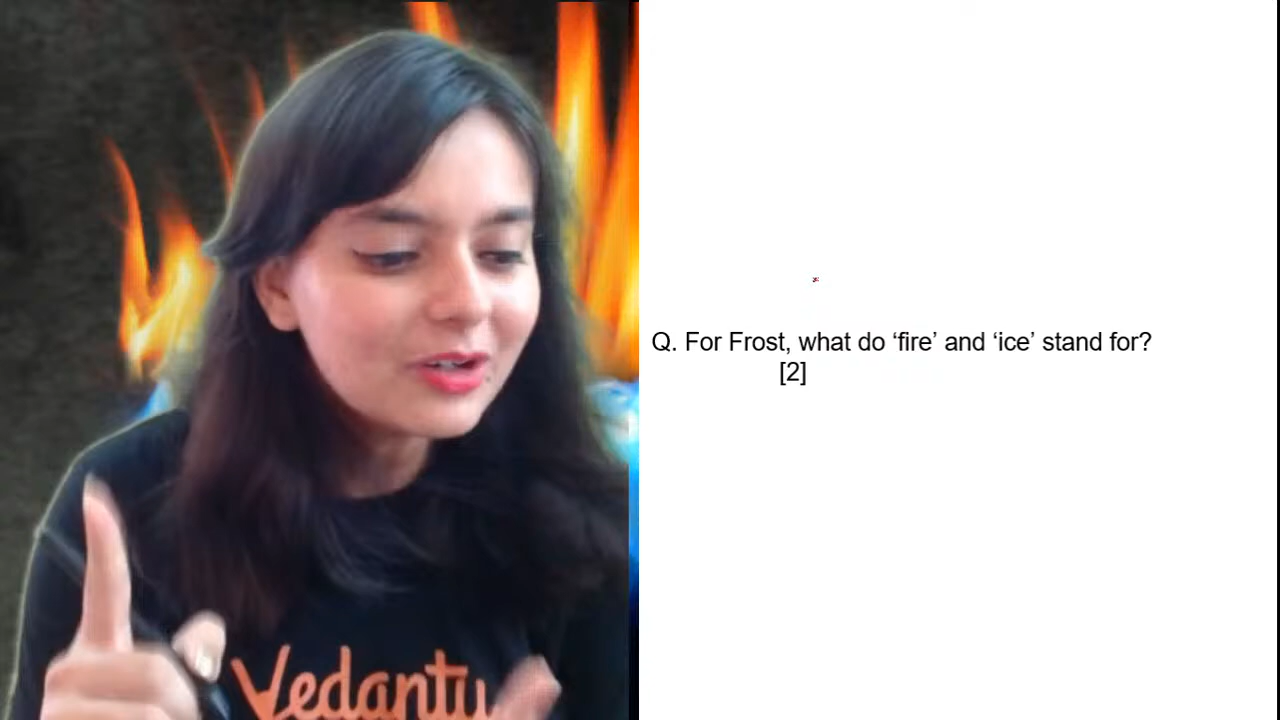 Q. For Frost, what do ‘fire’ and ‘ice’ stand for?
[2]
Vedantu